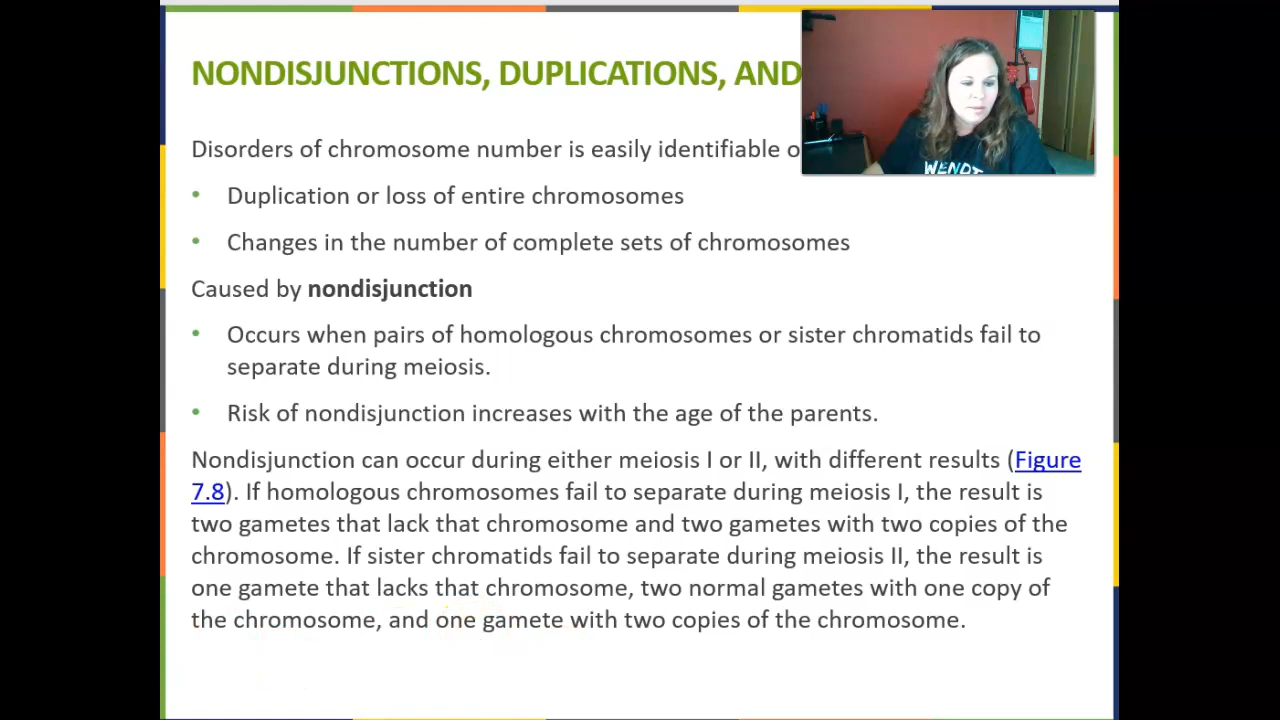 NONDISJUNCTIONS, DUPLICATIONS, AND
Disorders of chromosome number is easily identifiable
• Duplication or loss of entire chromosomes
• Changes in the number of complete sets of chromosomes
Caused by nondisjunction
• Occurs when pairs of homologous chromosomes or sister chromatids fail to
separate during meiosis.
• Risk of nondisjunction increases with the age of the parents.
Nondisjunction can occur during either meiosis I or II, with different results (Figure
7.8). If homologous chromosomes fail to separate during meiosis I, the result is
two gametes that lack that chromosome and two gametes with two copies of the
chromosome. If sister chromatids fail to separate during meiosis II, the result is
one gamete that lacks that chromosome, two normal gametes with one copy of
the chromosome, and one gamete with two copies of the chromosome.
WENDT